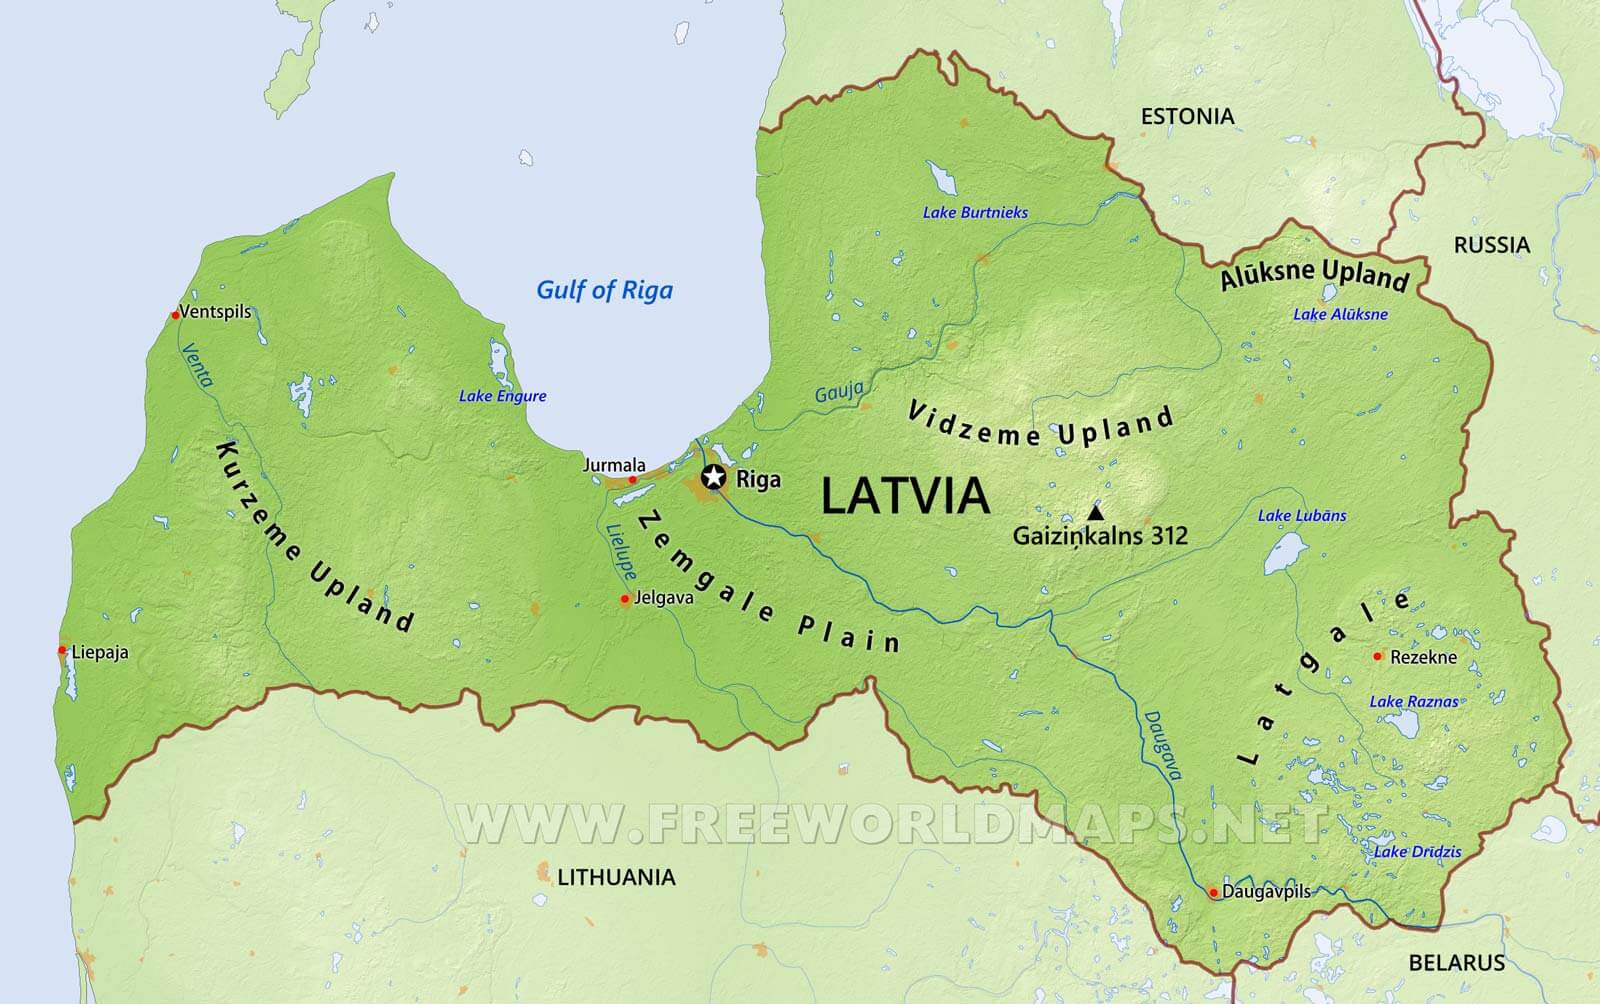 ESTONIA
Lake Burtnieks
RUSSIA
Alūksne Upland
Gulf of Riga
Lake Alūksne
Ventspils
Venta
Lake Engure
Gauja
Vidzeme Upland
Kurzeme Upland
Jurmala
Riga
LATVIA
Gaiziņkalns 312
Lake Lubāns
Lielupe
Zemgale Plain
Jelgava
Liepaja
Latgale
Rezekne
Lake Raznas
Daugava
WWW.FREEWORLDMAPS.NET
Lake Drīdzis
LITHUANIA
Daugavpils
BELARUS